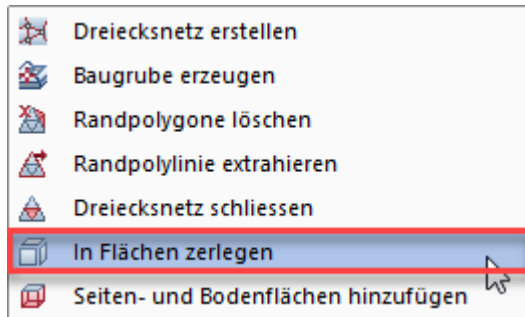 Dreiecksnetz erstellen
Baugrube erzeugen
Randpolygone löschen
Randpolylinie extrahieren
Dreiecksnetz schliessen
In Flächen zerlegen
Seiten- und Bodenflächen hinzufügen